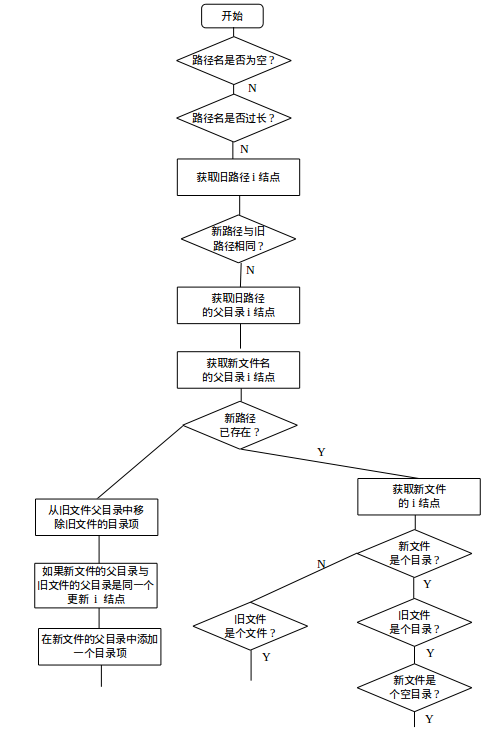 开始
路径名是否为空？
N
路径名是否过长？
N
获取旧路径 i 结点
新路径与旧
路径相同？
N
获取旧路径
的父目录 i 结点
获取新文件名
的父目录 i 结点
新路径
已存在？
Y
从旧文件父目录中移
除旧文件的目录项
如果新文件的父目录与
旧文件的父目录是同一个
更新 i 结点
在新文件的父目录中添加
一个目录项
获取新文件
的 i 结点
新文件
是个目录？
N
Y
旧文件
是个文件？
Y
旧文件
是个目录？
Y
新文件是
个空目录？
Y